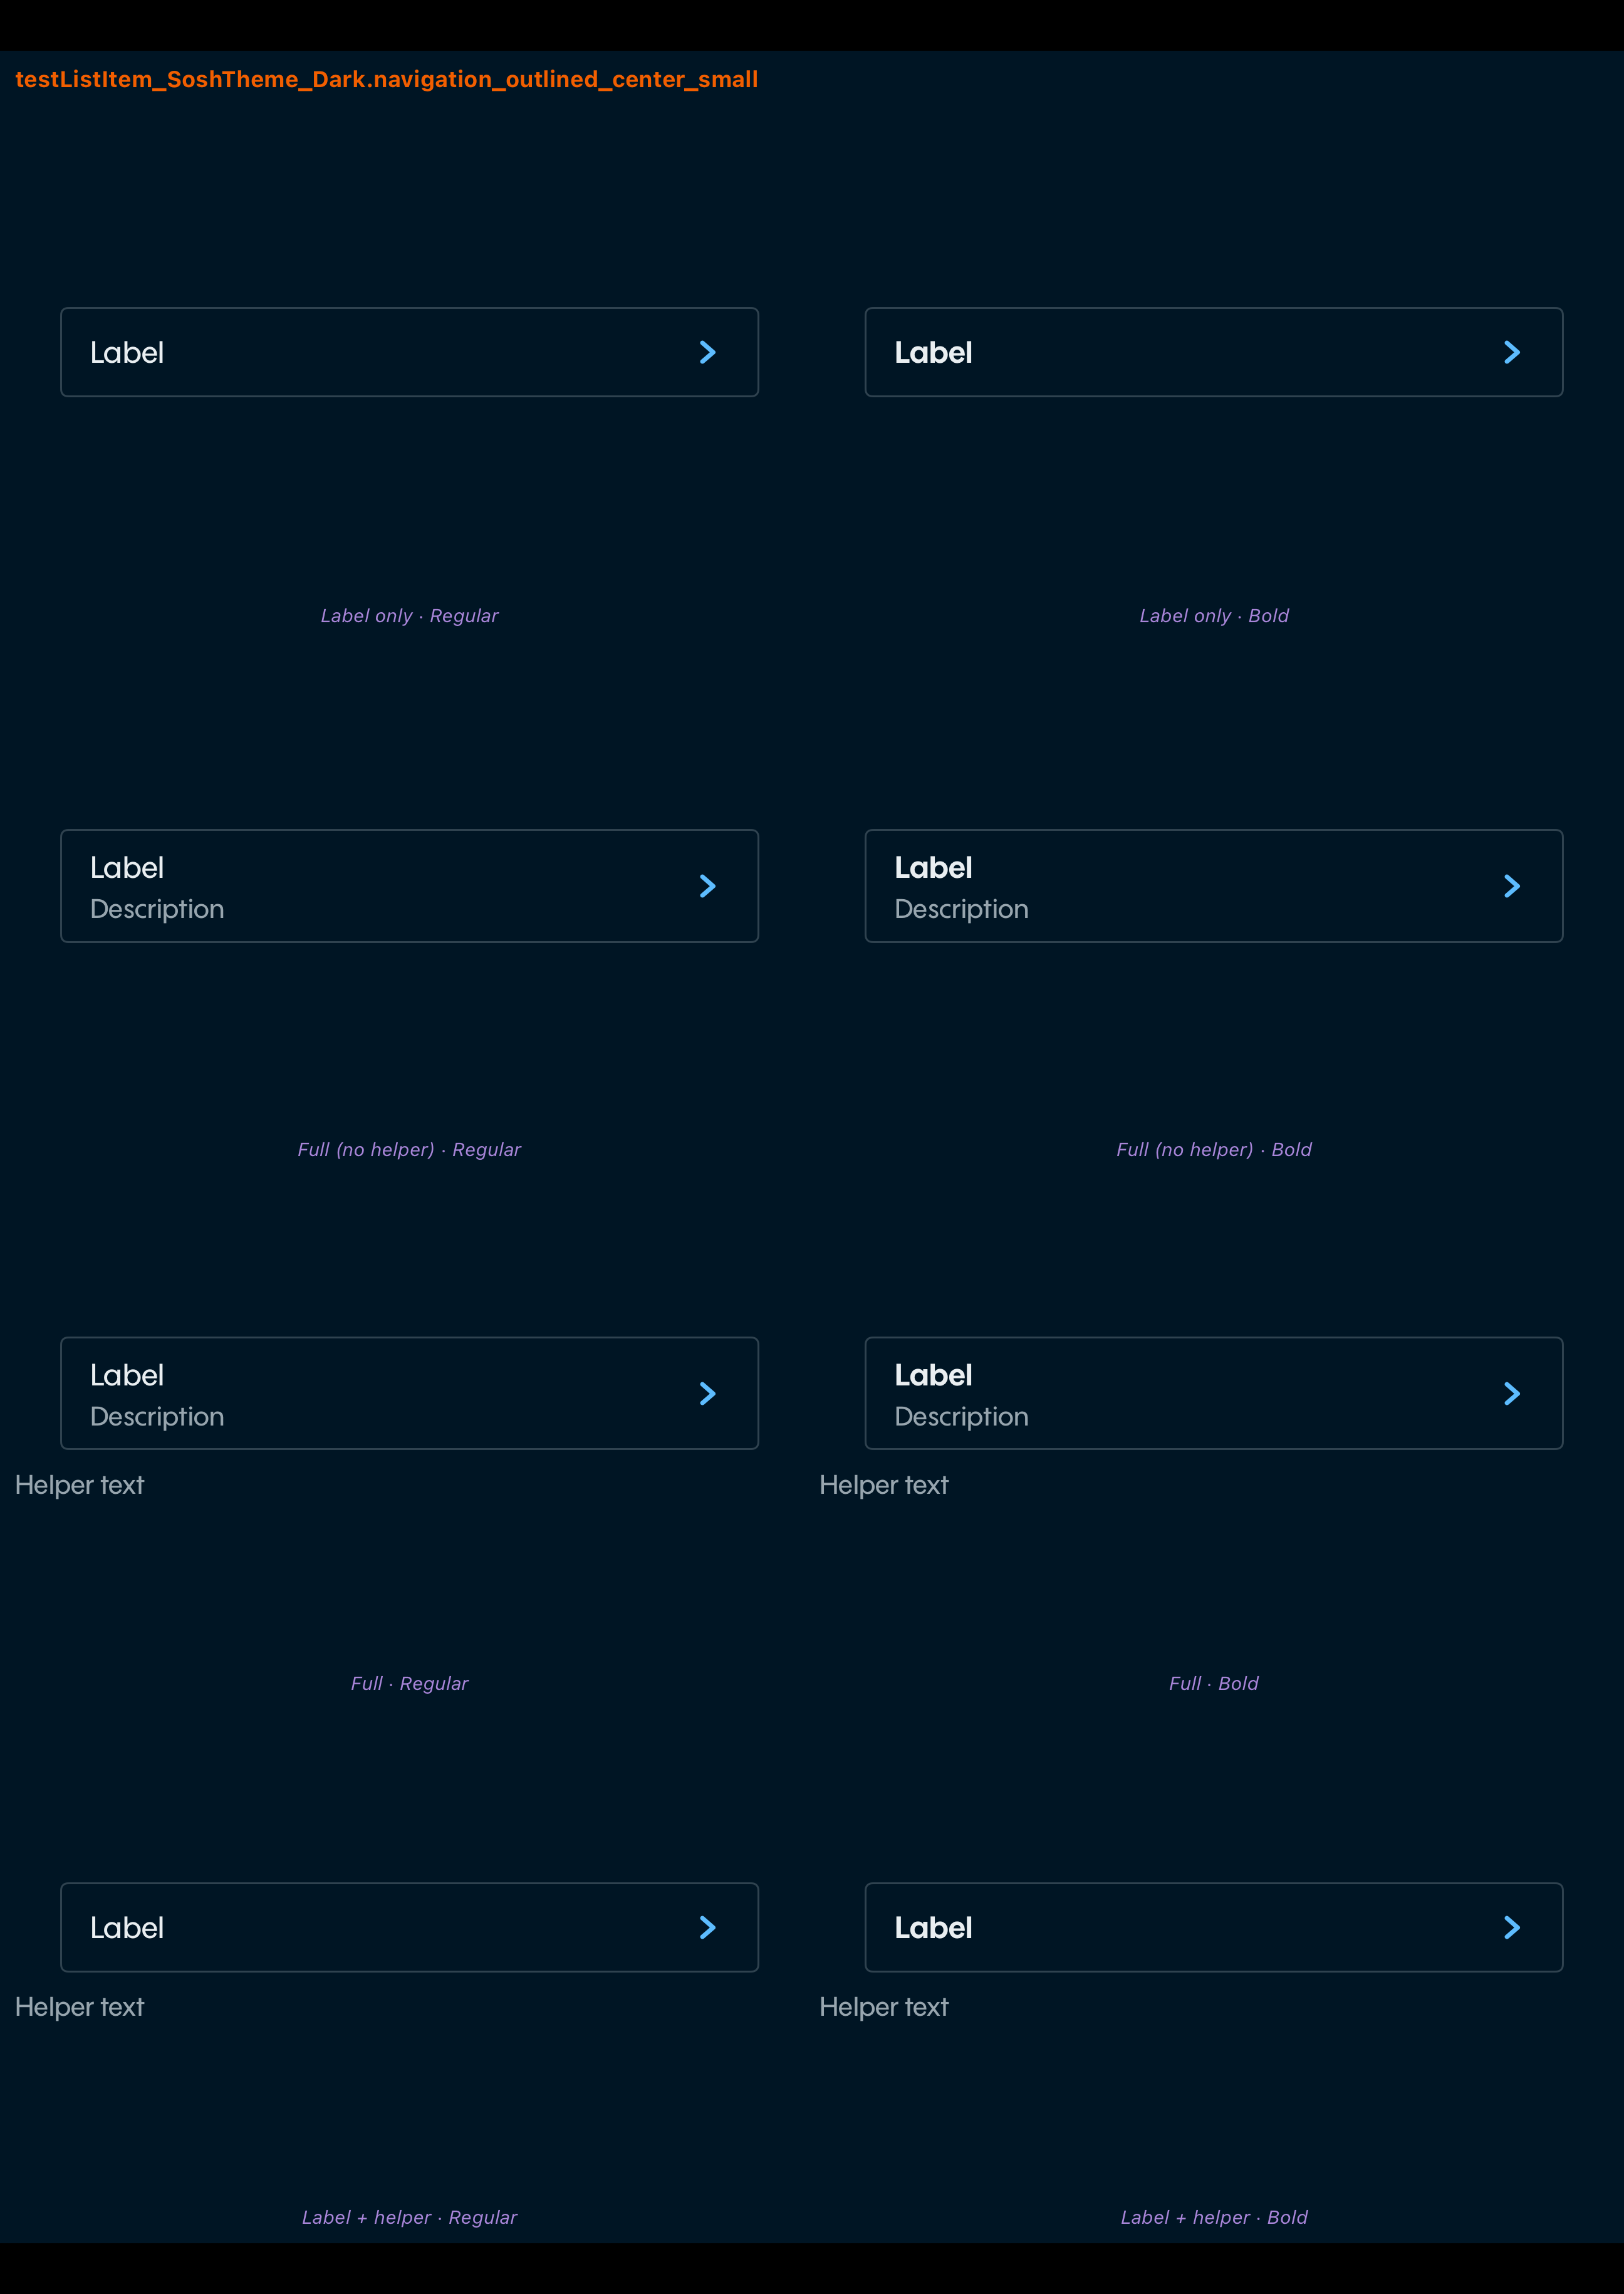 testListItem_SoshTheme_Dark.navigation_outlined_center_small
Label
Label
Label only · Regular
Label only · Bold
Label
Description
Label
Description
Full (no helper) · Regular
Full (no helper) · Bold
Label
Description
Helper text
Label
Description
Helper text
Full · Regular
Full · Bold
Label
Helper text
Label
Helper text
Label + helper · Regular
Label + helper · Bold